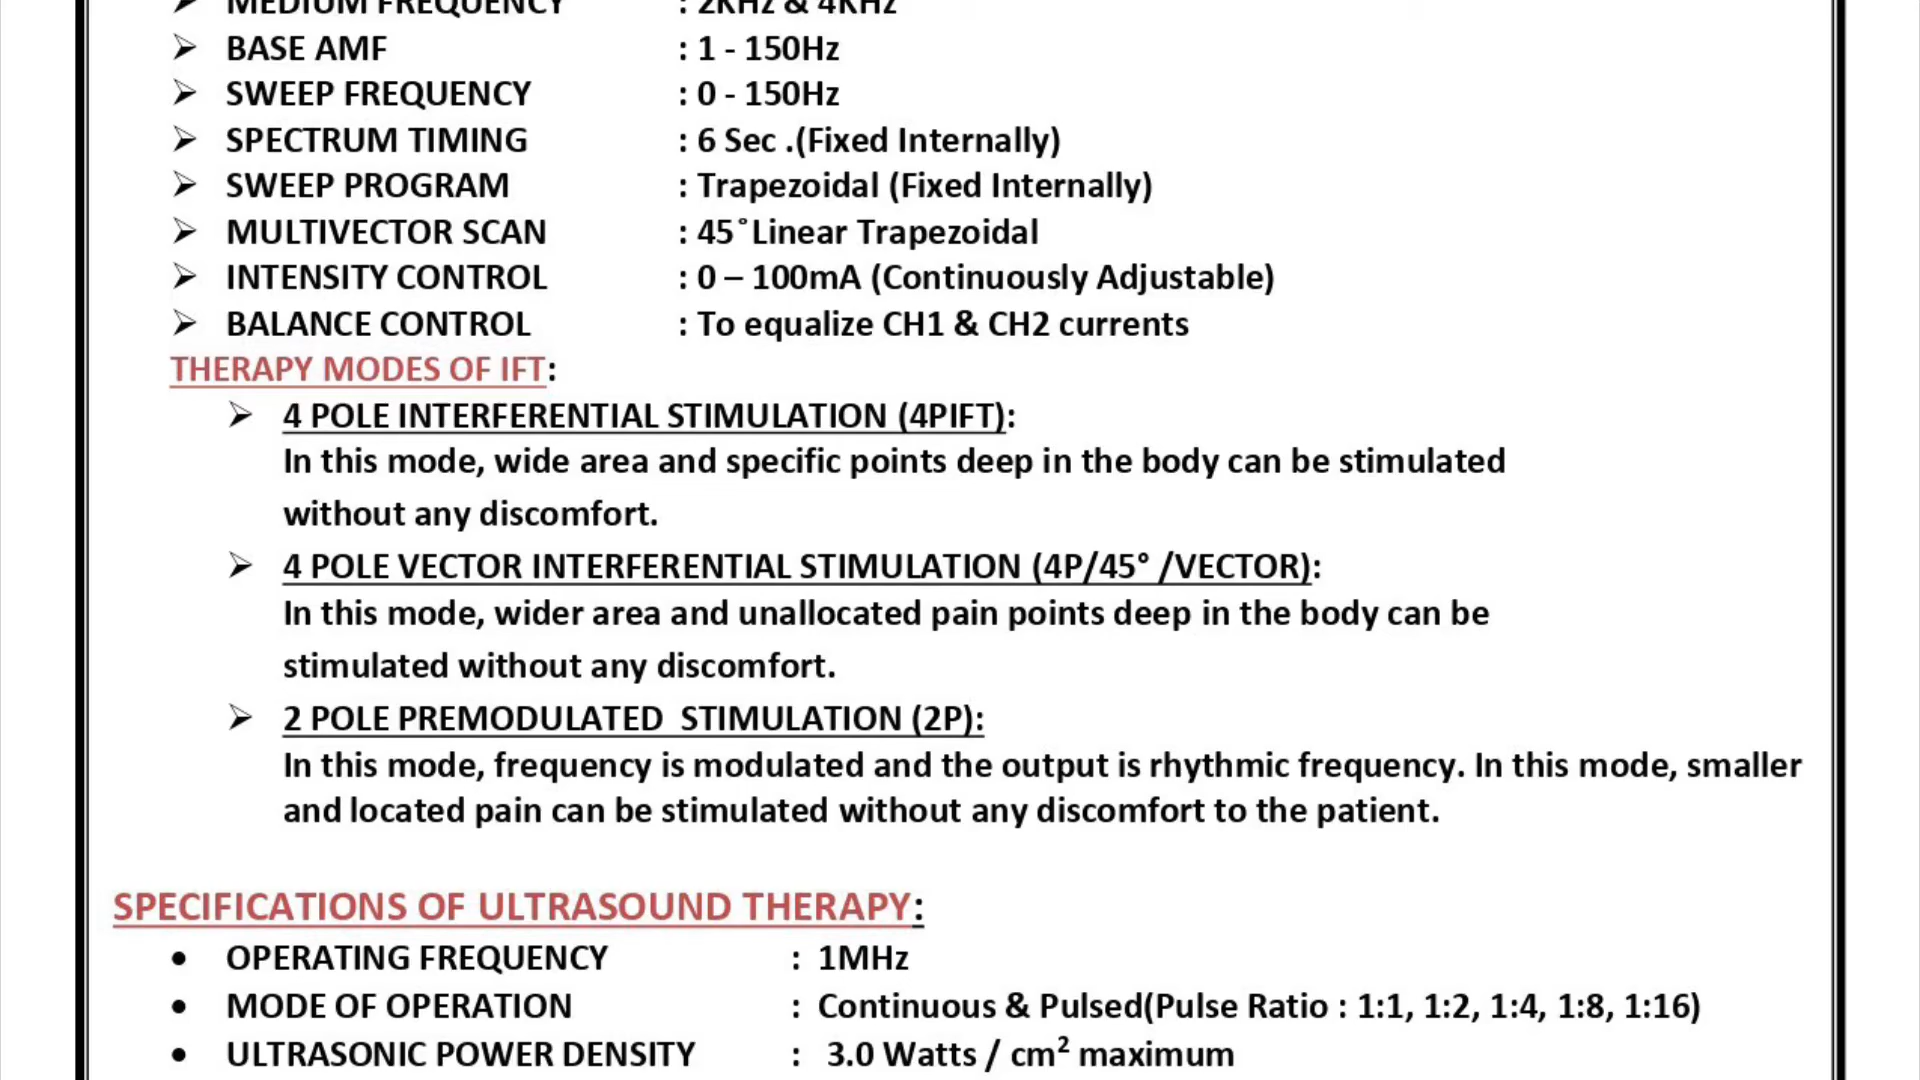 ➢ MEDIUM FREQUENCY : 2KHz & 4KHz
➢ BASE AMF : 1 - 150Hz
➢ SWEEP FREQUENCY : 0 - 150Hz
➢ SPECTRUM TIMING : 6 Sec .(Fixed Internally)
➢ SWEEP PROGRAM : Trapezoidal (Fixed Internally)
➢ MULTIVECTOR SCAN : 45˚Linear Trapezoidal
➢ INTENSITY CONTROL : 0 – 100mA (Continuously Adjustable)
➢ BALANCE CONTROL : To equalize CH1 & CH2 currents
THERAPY MODES OF IFT:
➢ 4 POLE INTERFERENTIAL STIMULATION (4PIFT):
In this mode, wide area and specific points deep in the body can be stimulated
without any discomfort.
➢ 4 POLE VECTOR INTERFERENTIAL STIMULATION (4P/45° /VECTOR):
In this mode, wider area and unallocated pain points deep in the body can be
stimulated without any discomfort.
➢ 2 POLE PREMODULATED STIMULATION (2P):
In this mode, frequency is modulated and the output is rhythmic frequency. In this mode, smaller
and located pain can be stimulated without any discomfort to the patient.
SPECIFICATIONS OF ULTRASOUND THERAPY:
• OPERATING FREQUENCY : 1MHz
• MODE OF OPERATION : Continuous & Pulsed(Pulse Ratio : 1:1, 1:2, 1:4, 1:8, 1:16)
• ULTRASONIC POWER DENSITY : 3.0 Watts / cm² maximum